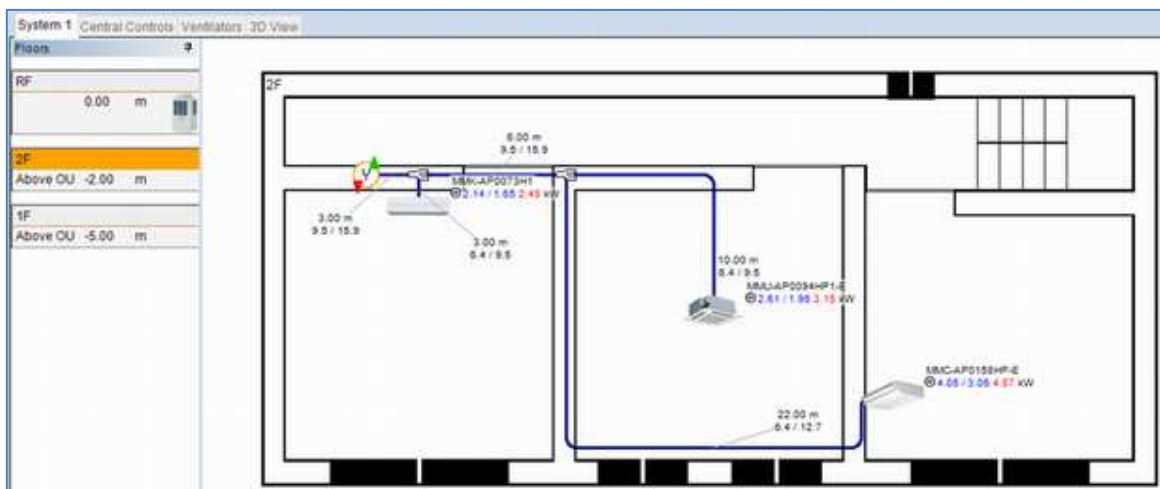 System 1 Central Controls Ventilators 3D View
Floors
RF
0.00 m
2F
Above OU -2.00 m
1F
Above OU -5.00 m
2F
6.00 m
9.5 / 15.9
MMK-AP0073H1
2.14 / 1.65 2.49 kW
3.00 m
9.5 / 15.9
3.00 m
6.4 / 9.5
10.00 m
6.4 / 9.5
MMU-AP0094HP1-E
2.61 / 1.96 3.15 kW
MMC-AP0158HP-E
4.05 / 3.06 4.87 kW
22.00 m
6.4 / 12.7